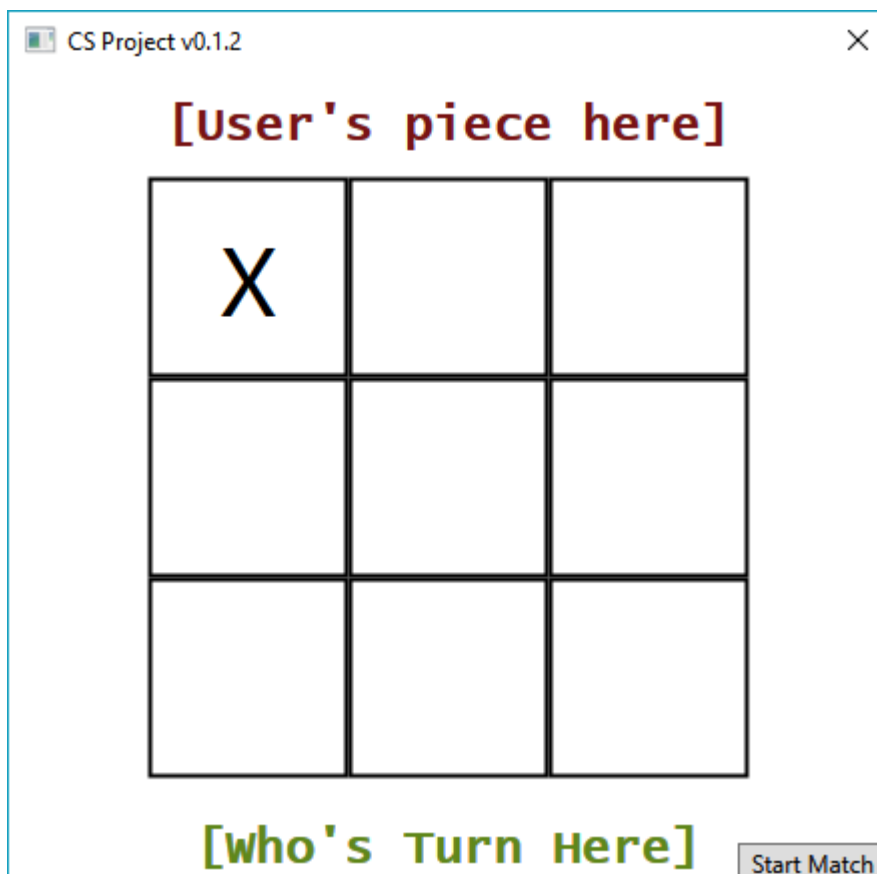 CS Project v0.1.2
[User's piece here]
X
[Who's Turn Here]
Start Match